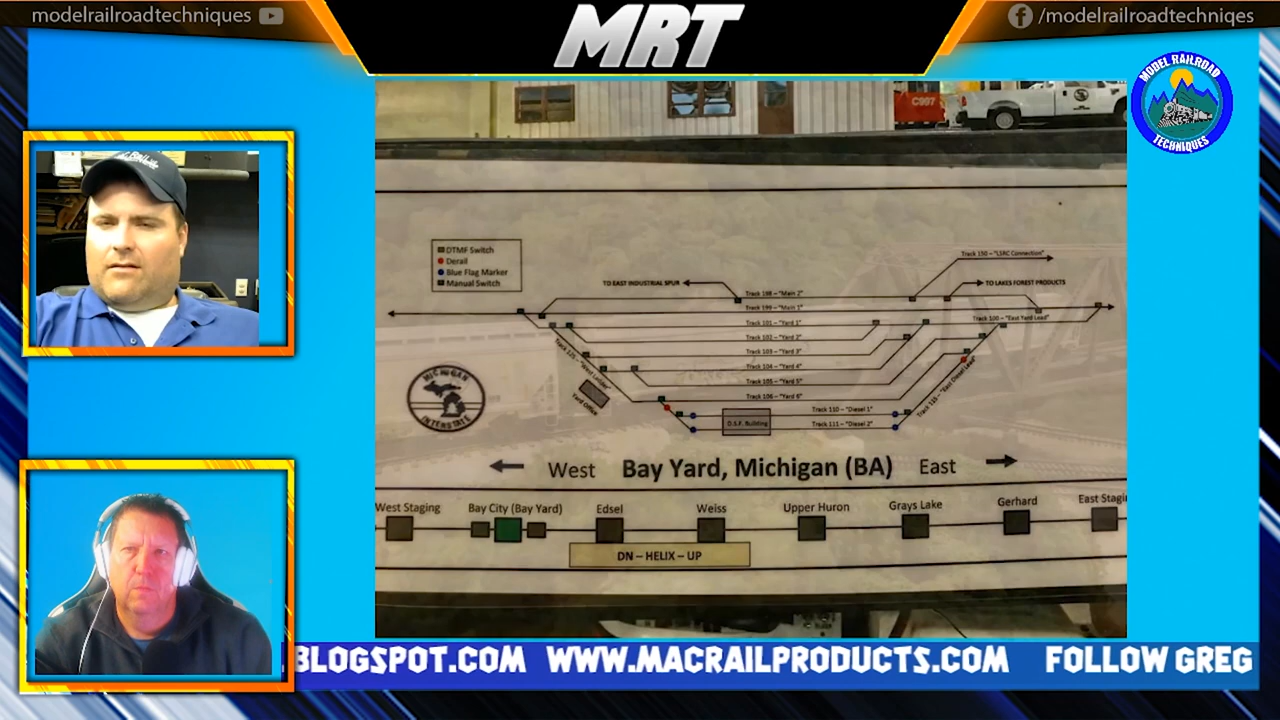 modelrailroadtechniques
MRT
/modelrailroadtechniqes
MODEL RAILROAD
TECHNIQUES
C997
DTMF Switch
Derail
Blue Flag Marker
Manual Switch
Track 150 – "LSRC Connection"
TO EAST INDUSTRIAL SPUR
TO LAKES FOREST PRODUCTS
Track 198 – "Main 2"
Track 199 – "Main 1"
Track 100 – "East Yard Lead"
Track 101 – "Yard 1"
Track 102 – "Yard 2"
Track 103 – "Yard 3"
Track 104 – "Yard 4"
Track 105 – "Yard 5"
Track 106 – "Yard 6"
Yard Office
MICHIGAN
INTERSTATE
D.S.F. Building
Track 110 – "Diesel 1"
Track 111 – "Diesel 2"
West Bay Yard, Michigan (BA) East
West Staging Bay City (Bay Yard) Edsel Weiss Upper Huron Grays Lake Gerhard East Stagi
DN – HELIX – UP
.BLOGSPOT.COM WWW.MACRAILPRODUCTS.COM FOLLOW GREG